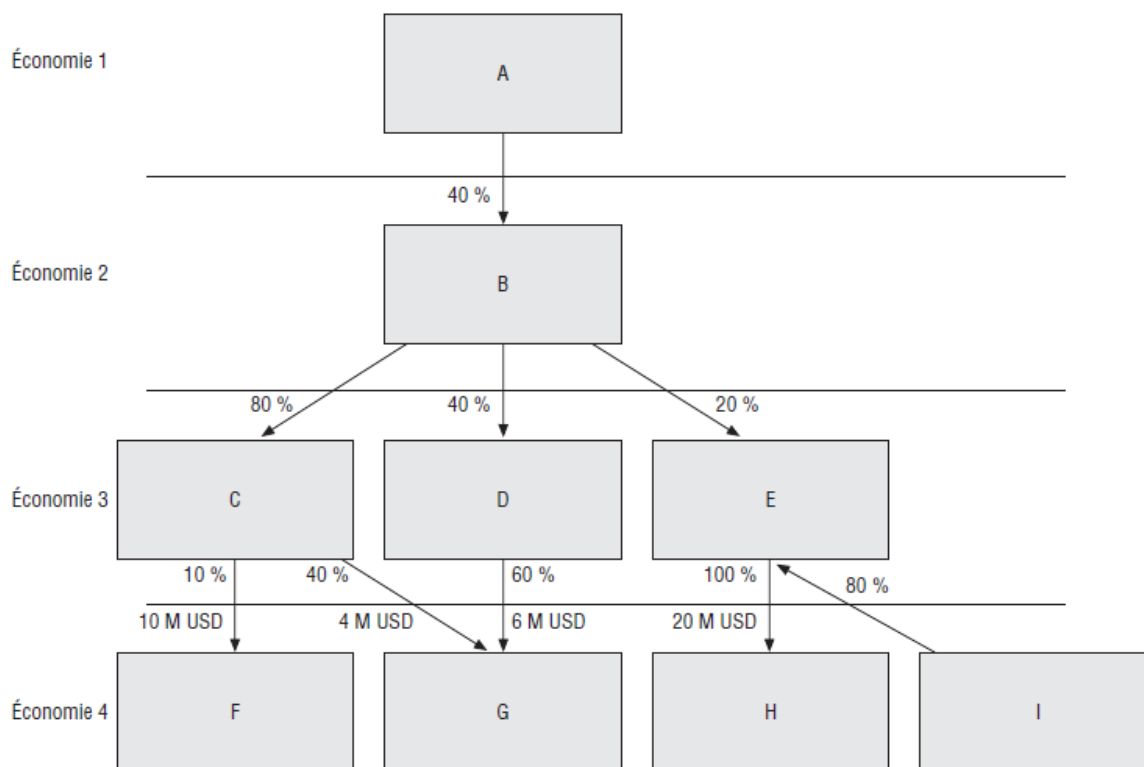 Économie 1
A
40 %
Économie 2
B
80 %
40 %
20 %
Économie 3
C
D
E
10 %
40 %
60 %
100 %
80 %
10 M USD
4 M USD
6 M USD
20 M USD
Économie 4
F
G
H
I